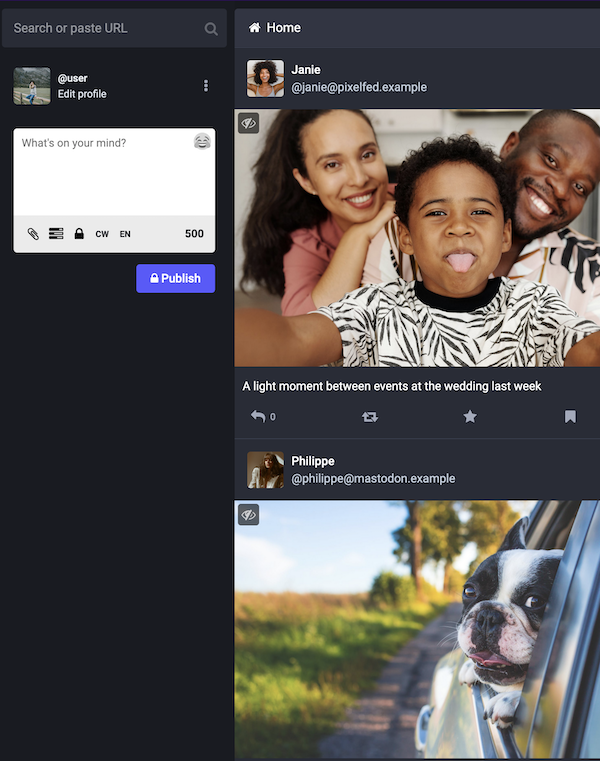 Search or paste URL
@user
Edit profile
What's on your mind?
CW EN 500
Publish
Home
Janie
@janie@pixelfed.example
A light moment between events at the wedding last week
0
Philippe
@philippe@mastodon.example